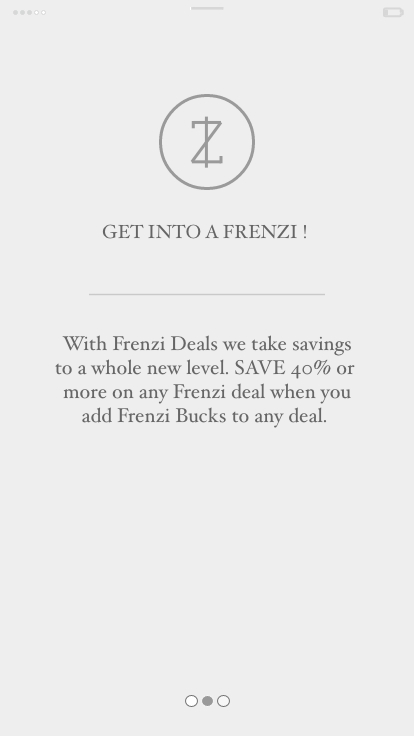 Z
GET INTO A FRENZI !
With Frenzi Deals we take savings
to a whole new level. SAVE 40% or
more on any Frenzi deal when you
add Frenzi Bucks to any deal.